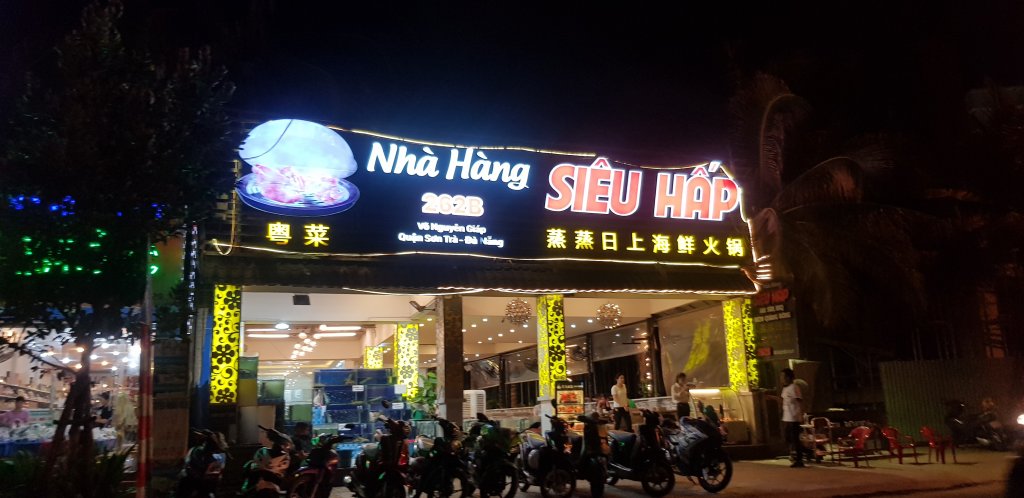 Nhà Hàng
262B
Võ Nguyên Giáp
Quận Sơn Trà - Đà Nẵng
SIÊU HẤP
粤菜
蒸蒸日上海鲜火锅